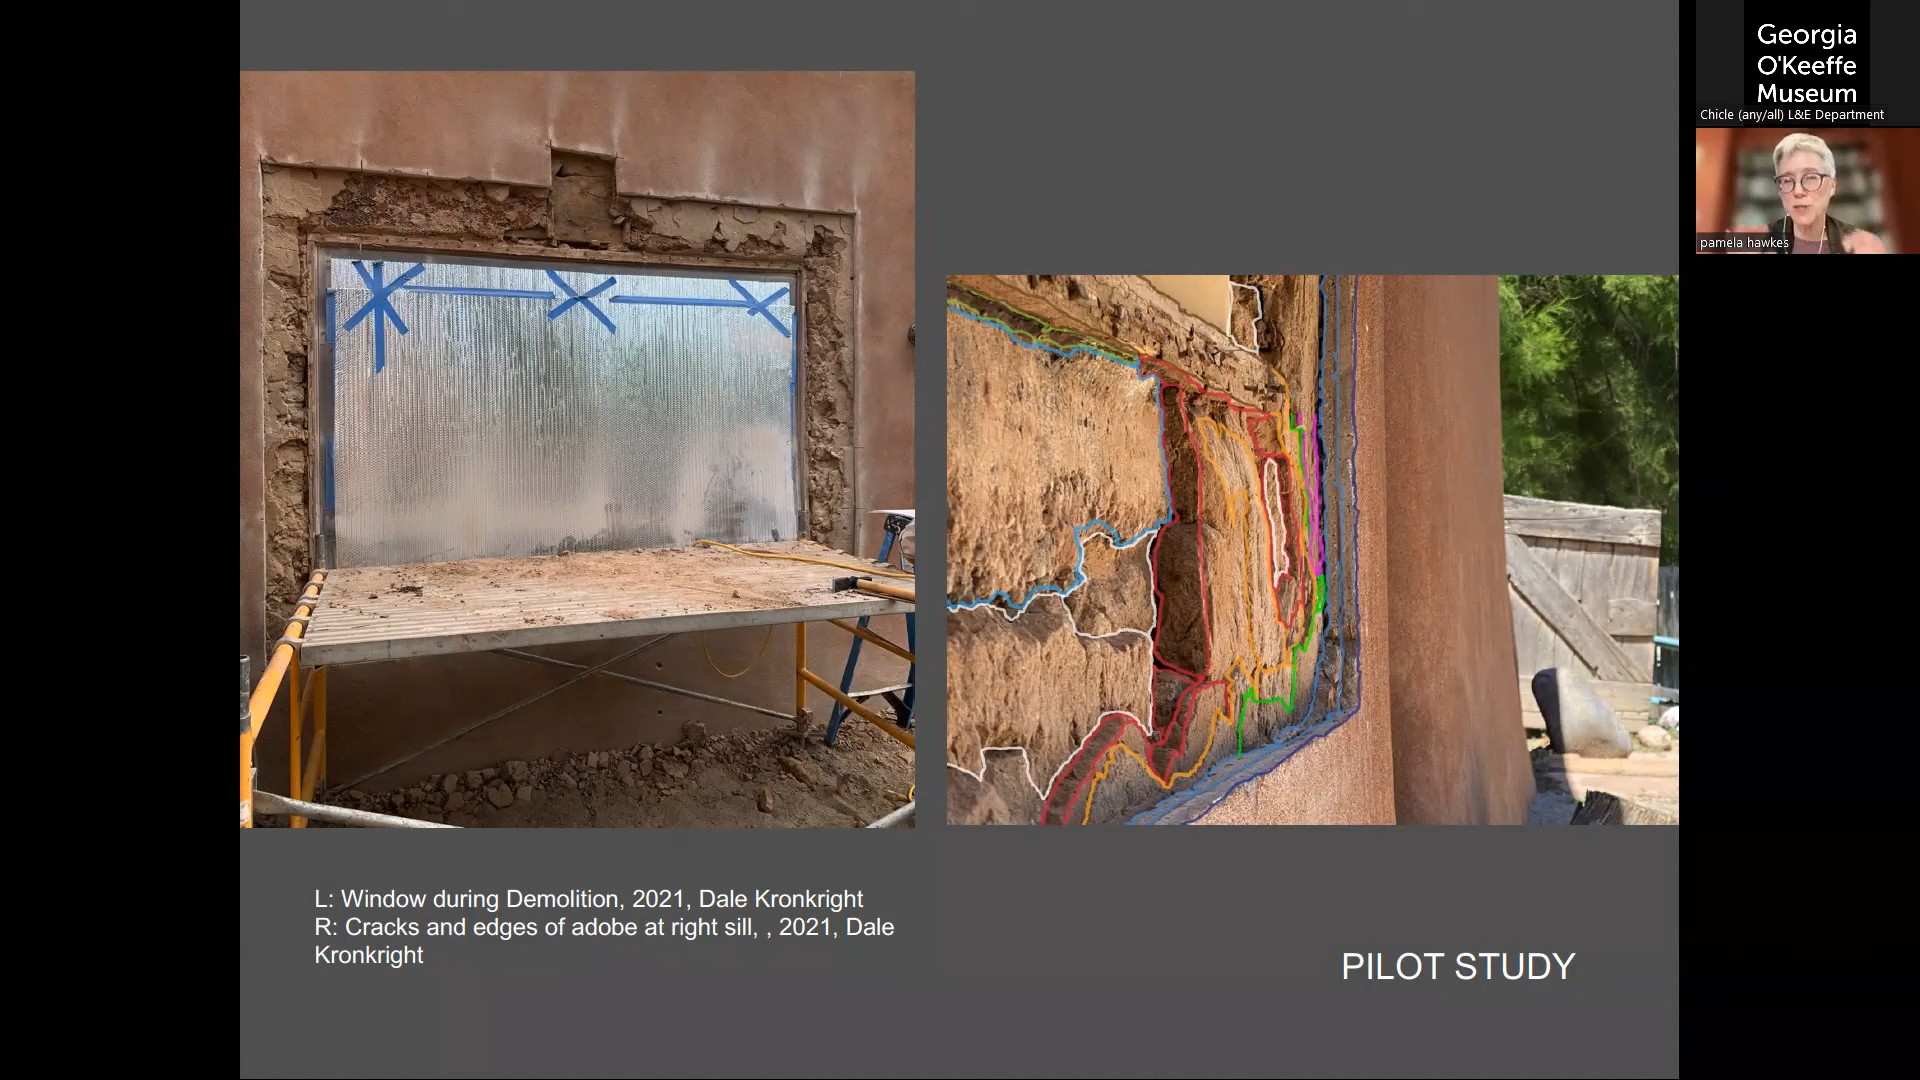 Georgia
O'Keeffe
Museum
Chicle (any/all) L&E Department
pamela hawkes
L: Window during Demolition, 2021, Dale Kronkright
R: Cracks and edges of adobe at right sill, , 2021, Dale
Kronkright
PILOT STUDY